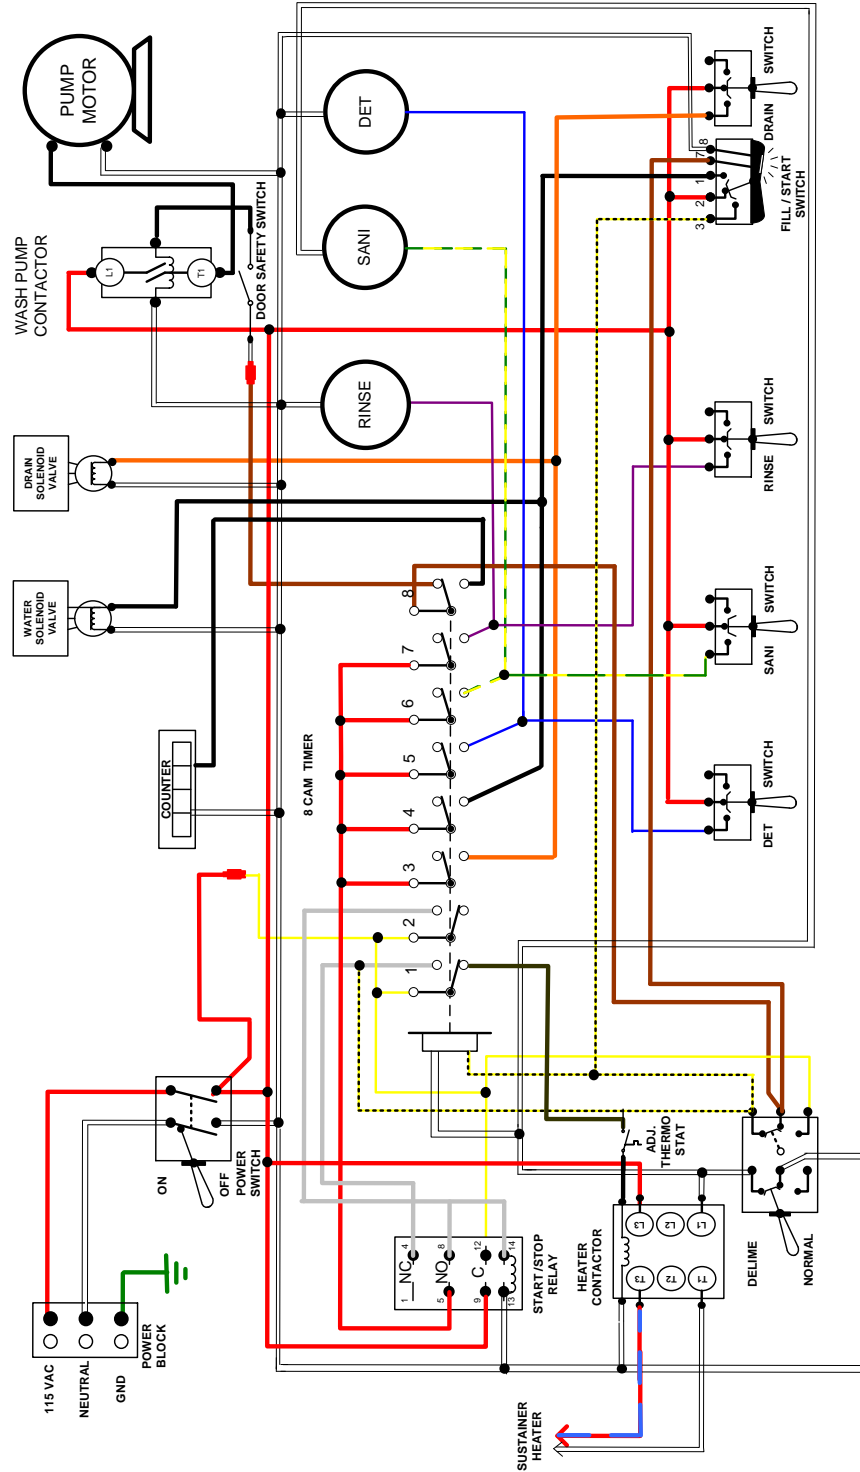 PUMP
MOTOR
WASH PUMP
CONTACTOR
L1
T1
DOOR SAFETY SWITCH
DET
SANI
RINSE
DRAIN
SOLENOID
VALVE
WATER
SOLENOID
VALVE
COUNTER
8 CAM TIMER
1
2
3
4
5
6
7
8
DRAIN SWITCH
FILL / START
SWITCH
3
2
1
7
8
RINSE SWITCH
SANI SWITCH
DET SWITCH
ON
OFF
POWER
SWITCH
115 VAC
NEUTRAL
GND
POWER
BLOCK
1 NC 4
5 NO 8
9 C 12
13 14
START /STOP
RELAY
HEATER
CONTACTOR
L3
L2
L1
T3
T2
T1
ADJ.
THERMO
STAT
DELIME
NORMAL
SUSTAINER
HEATER